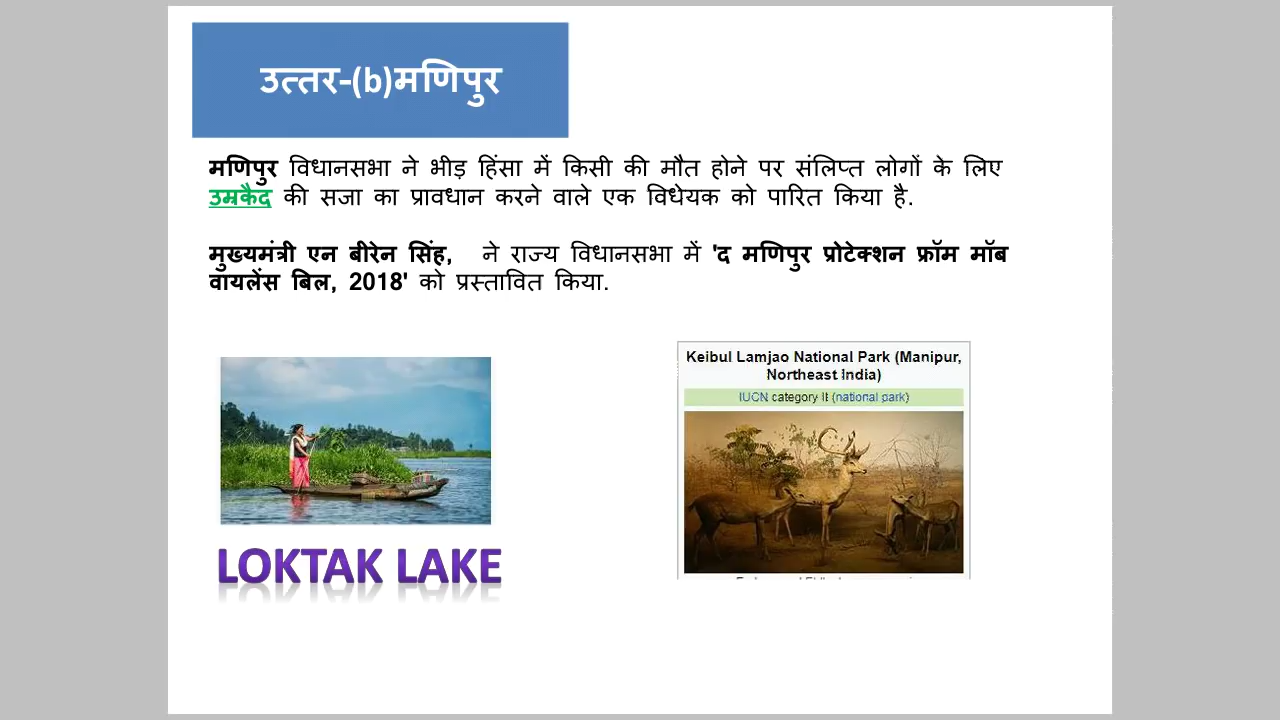 उत्तर-(b)मणिपुर
मणिपुर विधानसभा ने भीड़ हिंसा में किसी की मौत होने पर संलिप्त लोगों के लिए
उम्रकैद की सजा का प्रावधान करने वाले एक विधेयक को पारित किया है.
मुख्यमंत्री एन बीरेन सिंह, ने राज्य विधानसभा में 'द मणिपुर प्रोटेक्शन फ्रॉम मॉब
वायलेंस बिल, 2018' को प्रस्तावित किया.
Keibul Lamjao National Park (Manipur,
Northeast India)
IUCN category II (national park)
LOKTAK LAKE